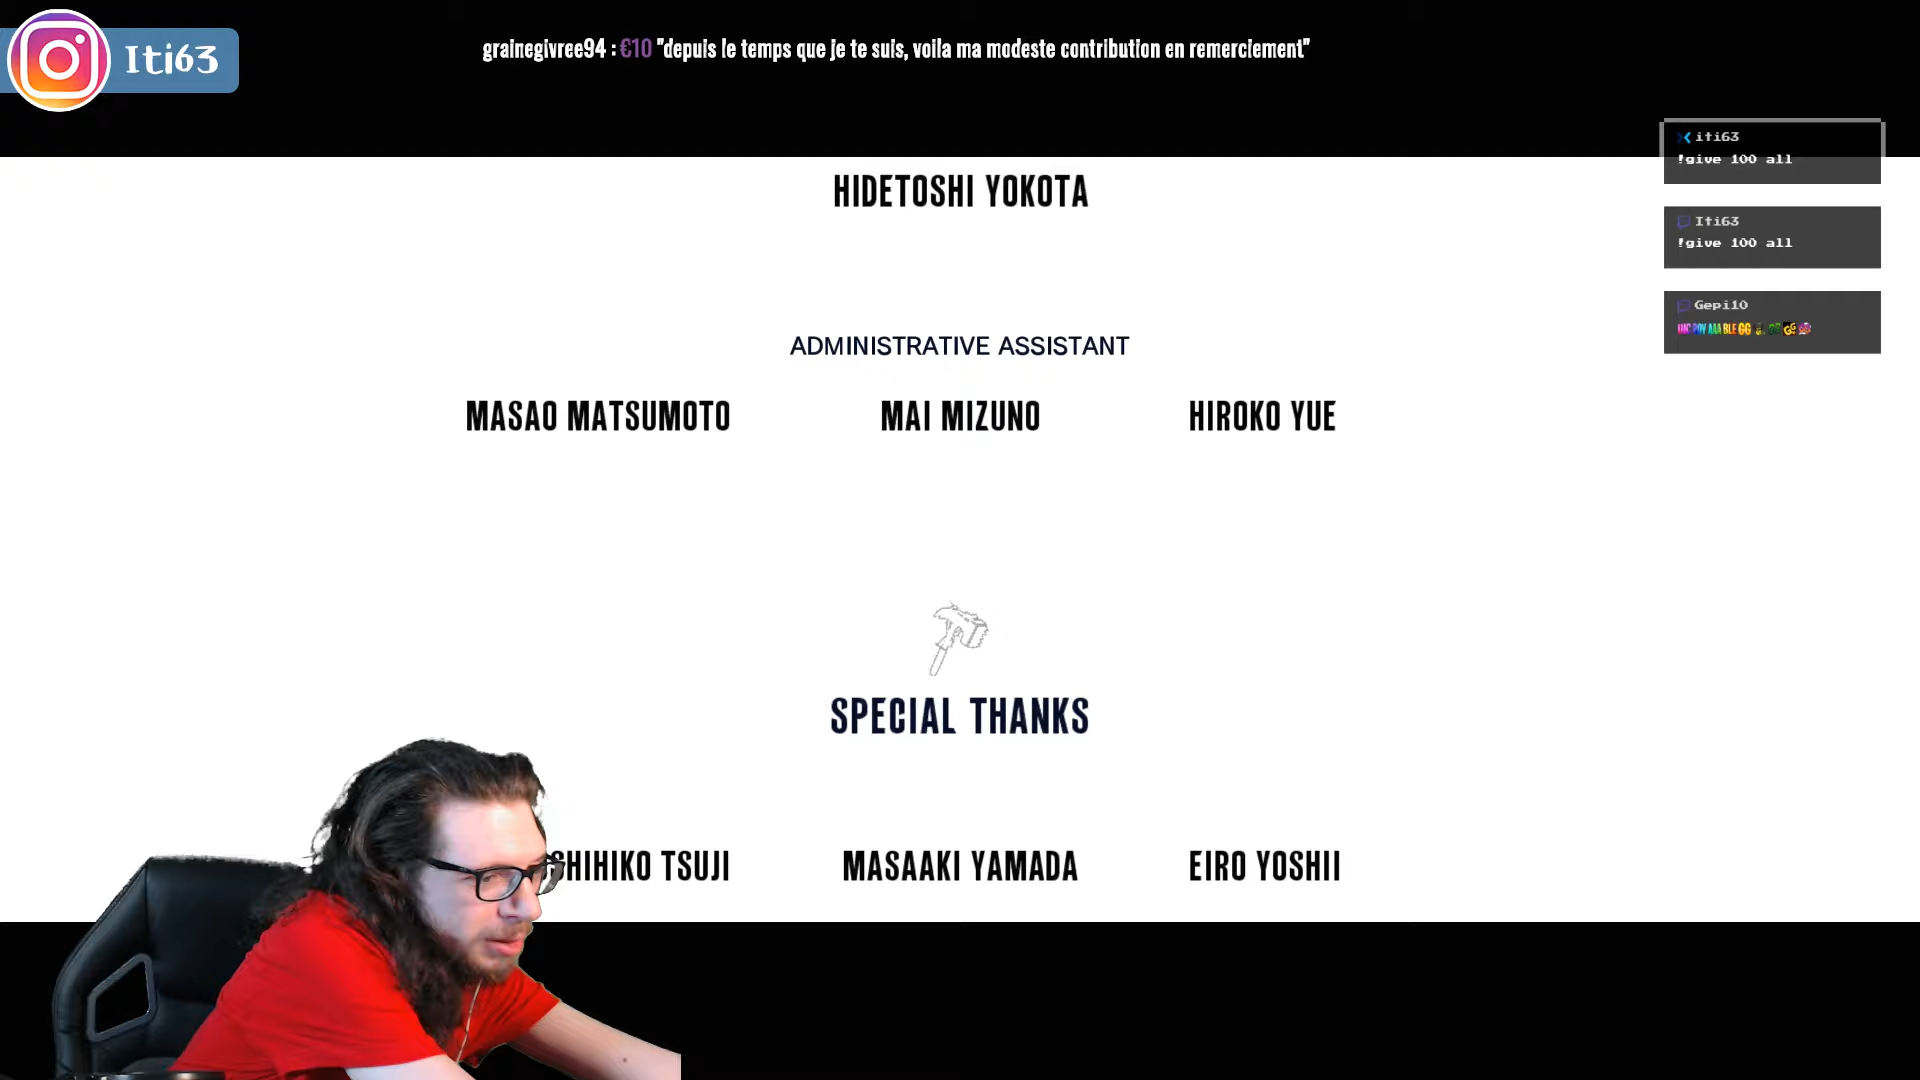 Iti63
grainegivree94 : €10 "depuis le temps que je te suis, voila ma modeste contribution en remerciement"
iti63
!give 100 all
Iti63
!give 100 all
Gepi10
GG
HIDETOSHI YOKOTA
ADMINISTRATIVE ASSISTANT
MASAO MATSUMOTO MAI MIZUNO HIROKO YUE
SPECIAL THANKS
SHIHIKO TSUJI MASAAKI YAMADA EIRO YOSHII